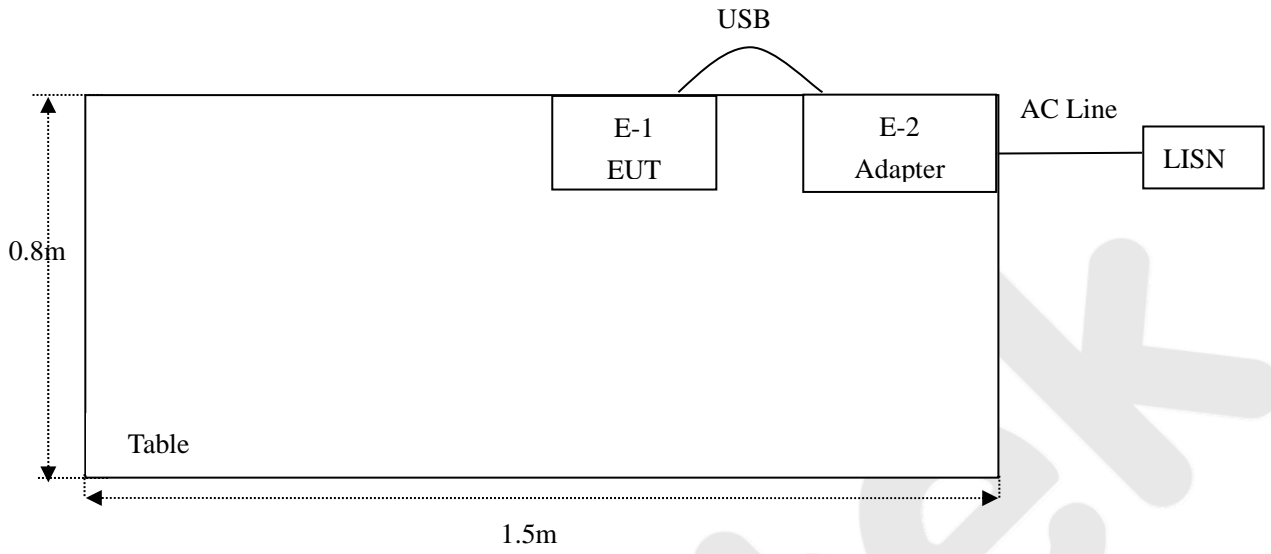 USB
E-1
EUT
E-2
Adapter
AC Line
LISN
0.8m
Table
1.5m